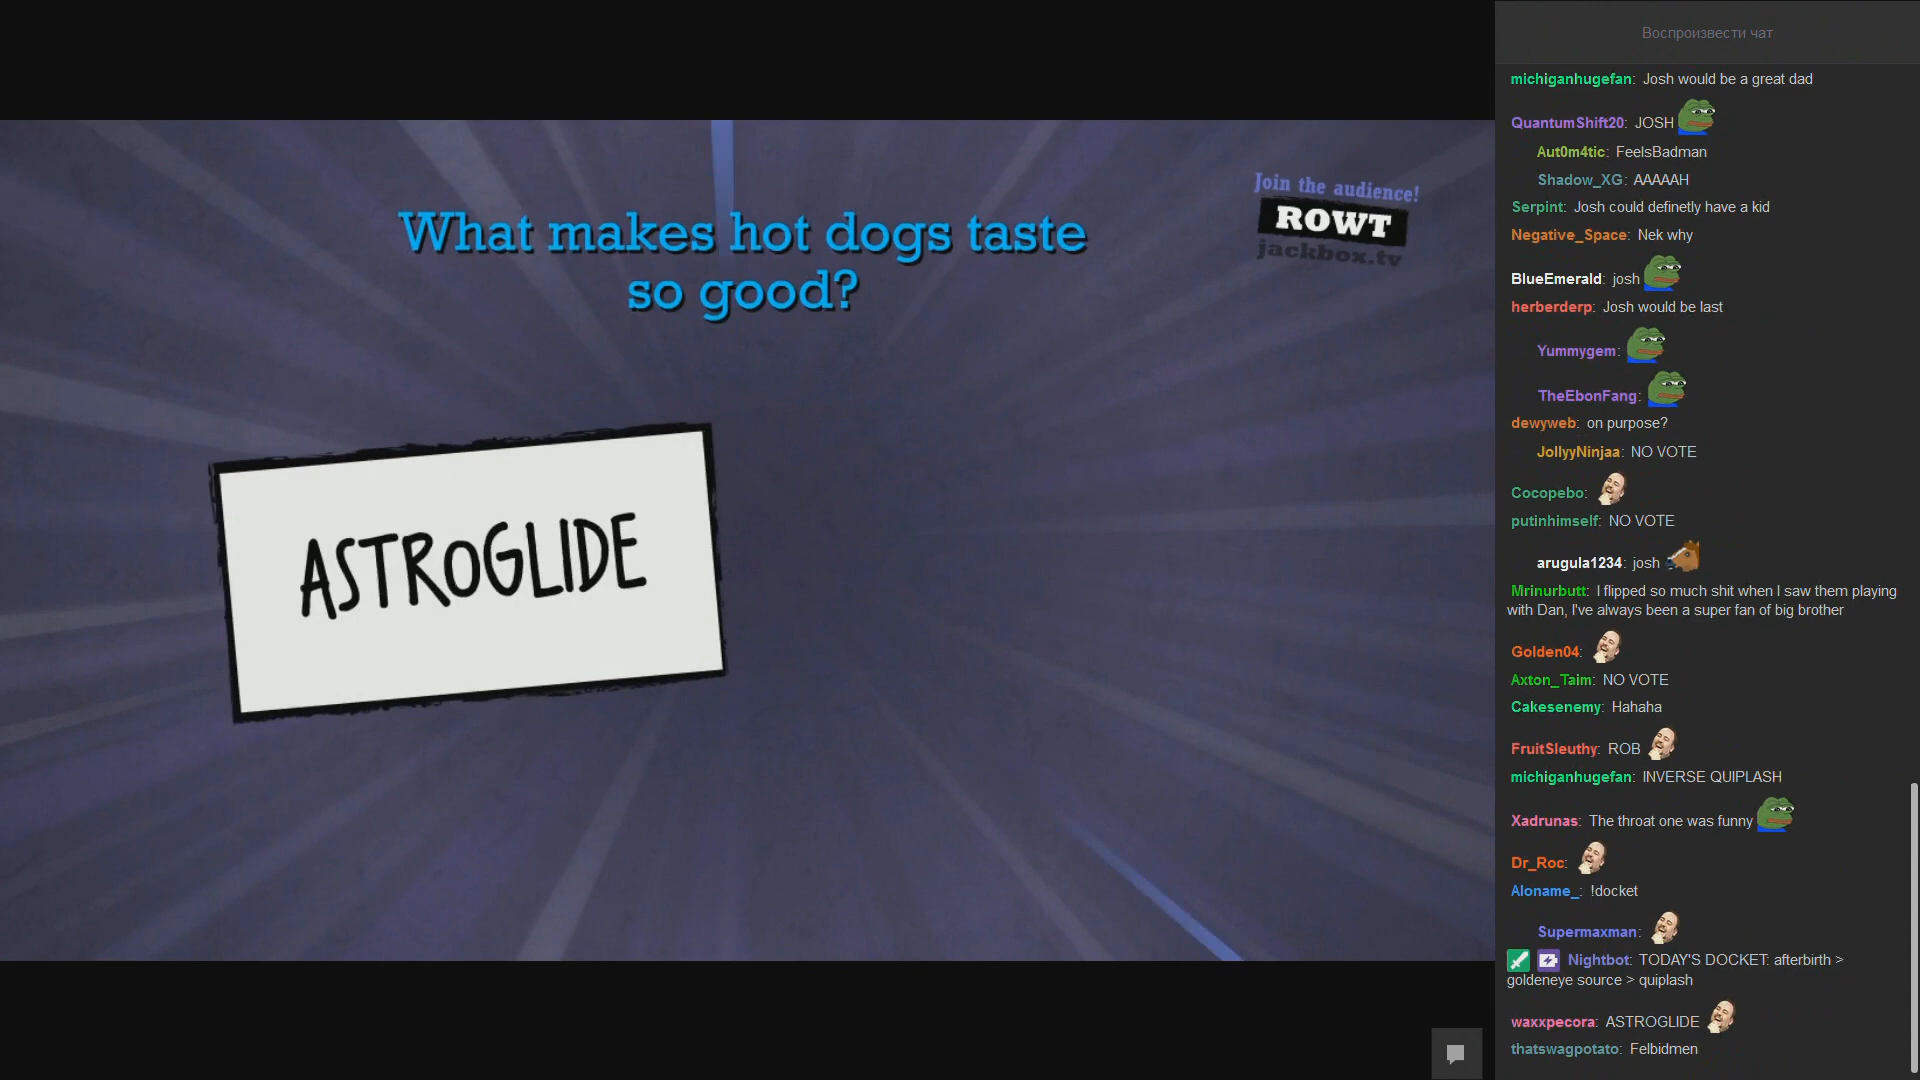 What makes hot dogs taste
so good?
Join the audience!
ROWT
jackbox.tv
ASTROGLIDE
Воспроизвести чат
michiganhugefan: Josh would be a great dad
QuantumShift20: JOSH
Aut0m4tic: FeelsBadman
Shadow_XG: AAAAAH
Serpint: Josh could definetly have a kid
Negative_Space: Nek why
BlueEmerald: josh
herberderp: Josh would be last
Yummygem:
TheEbonFang:
dewyweb: on purpose?
JollyyNinjaa: NO VOTE
Cocopebo:
putinhimself: NO VOTE
arugula1234: josh
Mrinurbutt: I flipped so much shit when I saw them playing
with Dan, I've always been a super fan of big brother
Golden04:
Axton_Taim: NO VOTE
Cakesenemy: Hahaha
FruitSleuthy: ROB
michiganhugefan: INVERSE QUIPLASH
Xadrunas: The throat one was funny
Dr_Roc:
Aloname_: !docket
Supermaxman:
Nightbot: TODAY'S DOCKET: afterbirth >
goldeneye source > quiplash
waxxpecora: ASTROGLIDE
thatswagpotato: Felbidmen